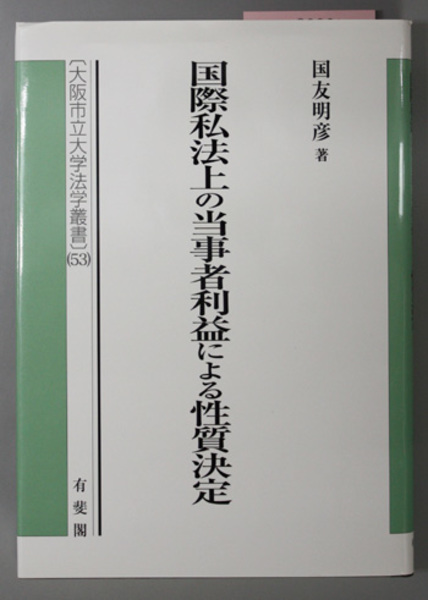 国友明彦 著
国際私法上の当事者利益による性質決定
〔大阪市立大学法学叢書〕(53)
有斐閣